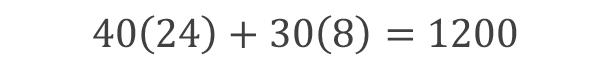 40(24) + 30(8) = 1200